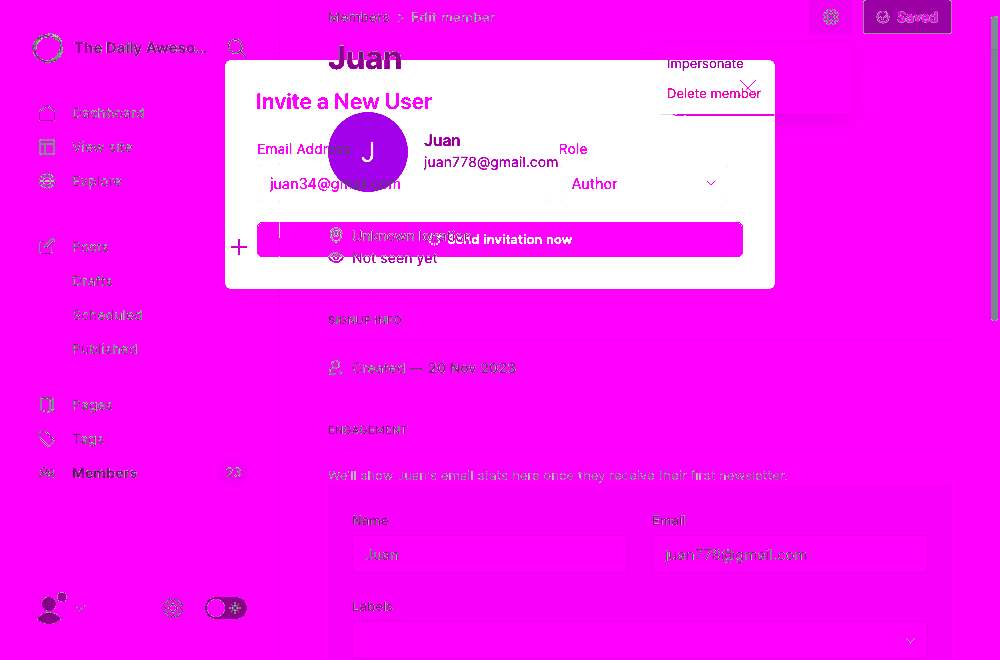 Members > Edit member
Saved
The Daily Aweso...
Juan
Impersonate
Delete member
Invite a New User
Dashboard
View site
Explore
J
Juan
juan778@gmail.com
Email Address
Role
juan34@gmail.com
Author
Send invitation now
Unknown location
Not seen yet
Posts
Drafts
Scheduled
Published
SIGNUP INFO
Created — 20 Nov 2023
Pages
Tags
Members 23
ENGAGEMENT
We'll show Juan's email stats here once they receive their first newsletter.
Name
Email
Juan
juan778@gmail.com
Labels